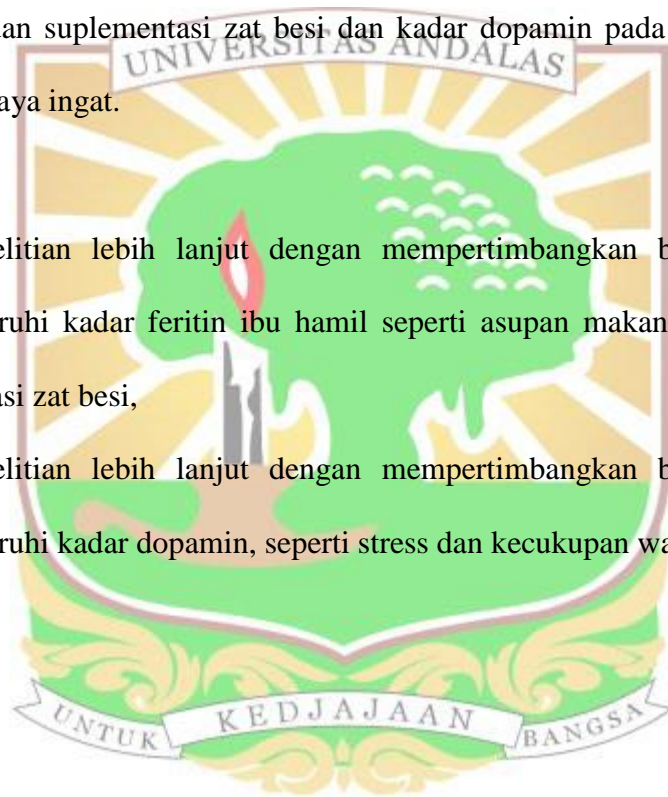 dan suplementasi zat besi dan kadar dopamin pada
UNIVERSITAS ANDALAS
aya ingat.
elitian lebih lanjut dengan mempertimbangkan b
ruhi kadar feritin ibu hamil seperti asupan makan
asi zat besi,
elitian lebih lanjut dengan mempertimbangkan b
ruhi kadar dopamin, seperti stress dan kecukupan wa
UNTUK KEDJAJAAN BANGSA